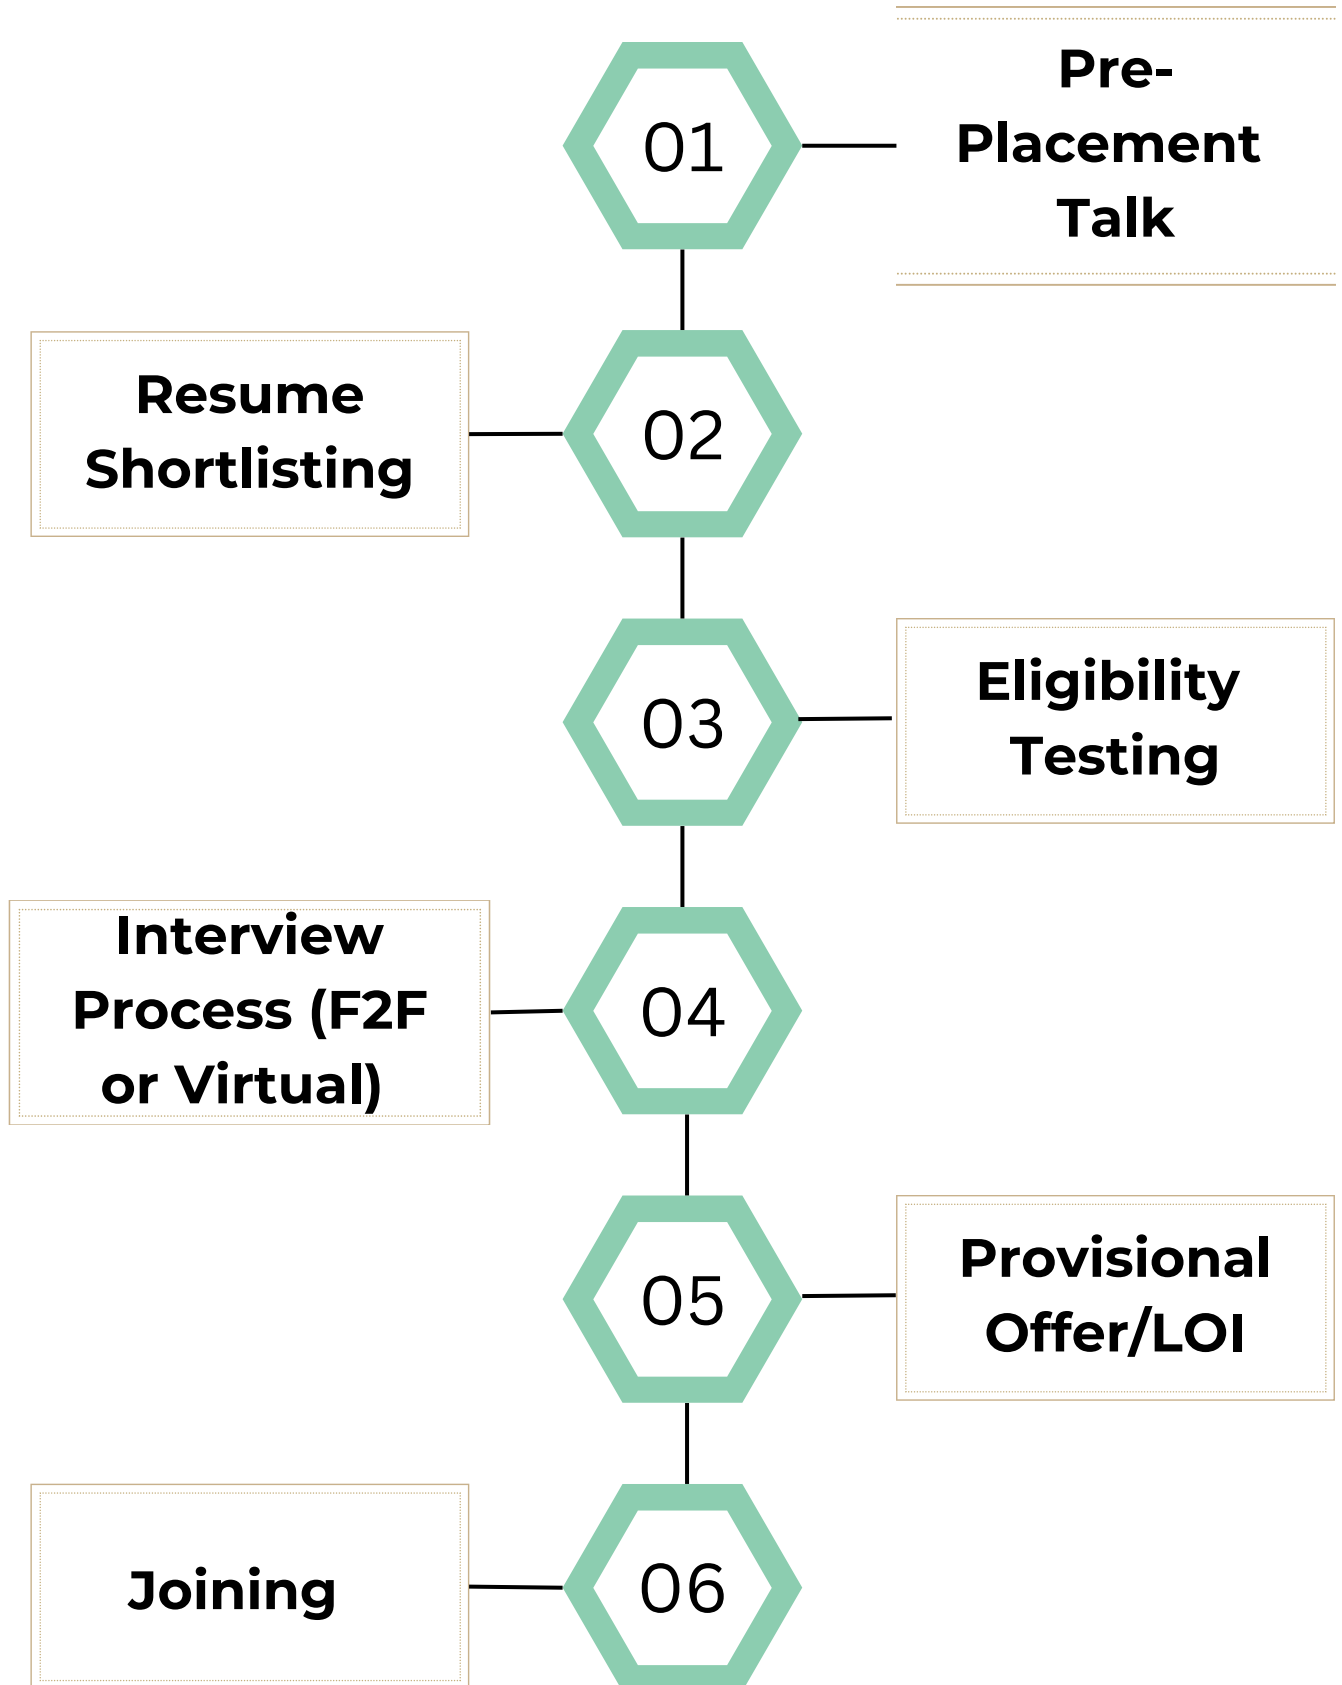 01
Pre-
Placement
Talk
02
Resume
Shortlisting
03
Eligibility
Testing
04
Interview
Process (F2F
or Virtual)
05
Provisional
Offer/LOI
06
Joining